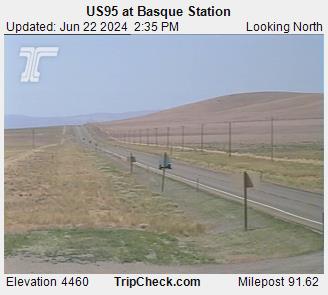 US95 at Basque Station
Updated: Jun 22 2024 2:35 PM Looking North
Elevation 4460 TripCheck.com Milepost 91.62